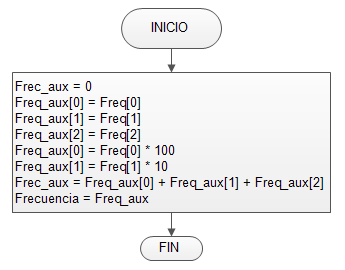 INICIO
Frec_aux = 0
Freq_aux[0] = Freq[0]
Freq_aux[1] = Freq[1]
Freq_aux[2] = Freq[2]
Freq_aux[0] = Freq[0] * 100
Freq_aux[1] = Freq[1] * 10
Frec_aux = Freq_aux[0] + Freq_aux[1] + Freq_aux[2]
Frecuencia = Freq_aux
FIN